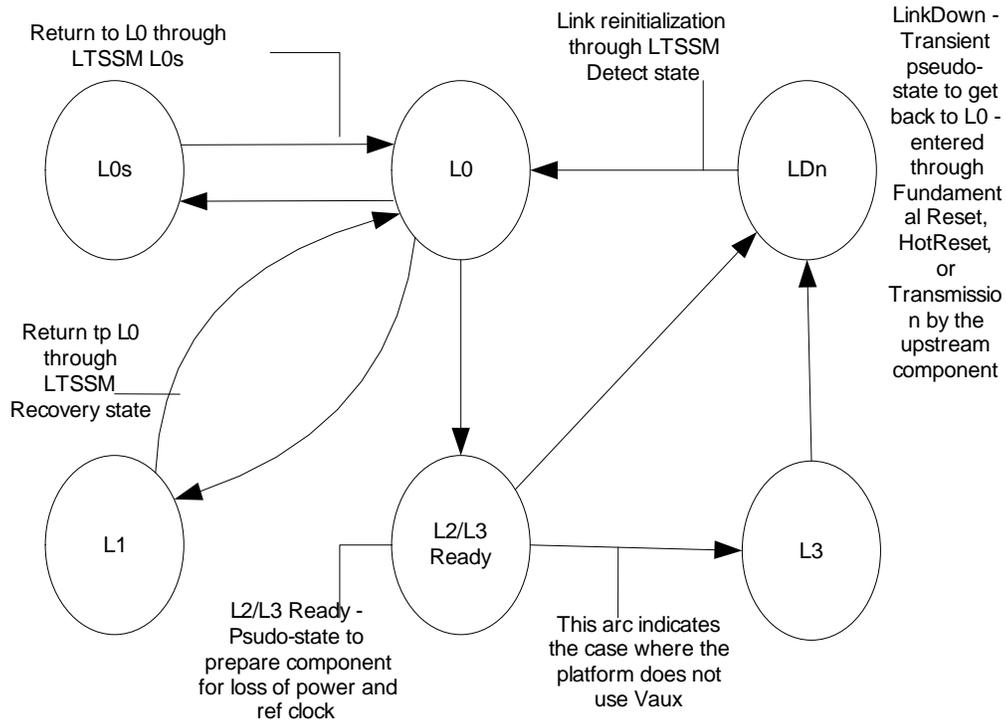 Return to L0 through
LTSSM L0s
Link reinitialization
through LTSSM
Detect state
LinkDown -
Transient
pseudo-
state to get
back to L0 -
entered
through
Fundament
al Reset,
HotReset,
or
Transmissio
n by the
upstream
component
L0s
L0
LDn
Return tp L0
through
LTSSM
Recovery state
L1
L2/L3
Ready
L3
L2/L3 Ready -
Psudo-state to
prepare component
for loss of power and
ref clock
This arc indicates
the case where the
platform does not
use Vaux